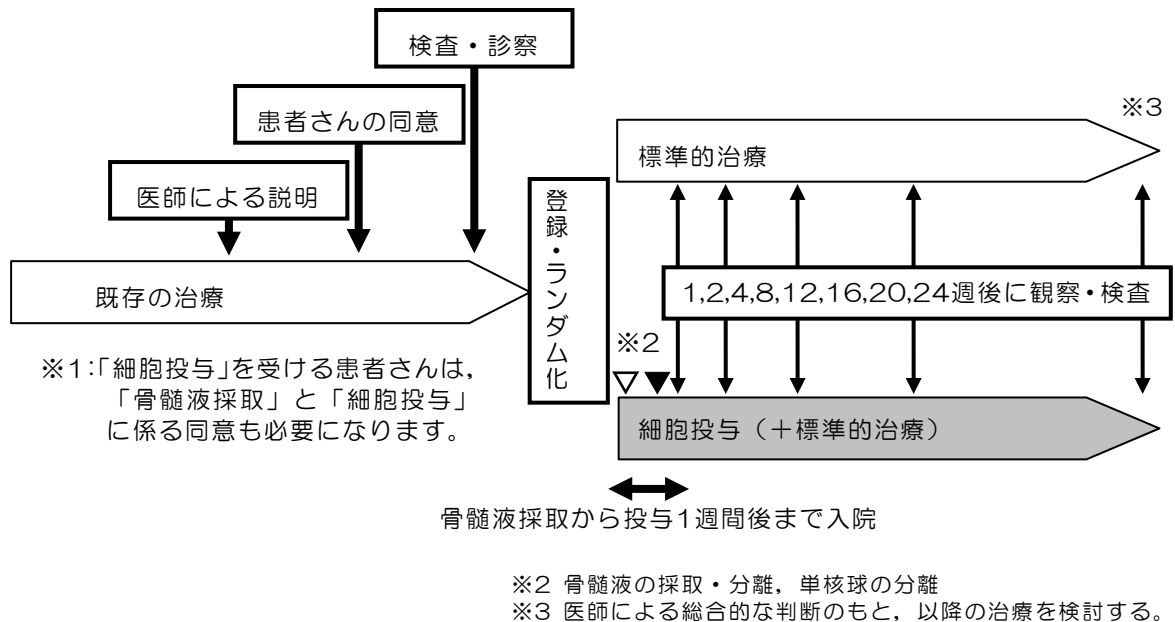 検査・診察
患者さんの同意
医師による説明
既存の治療
登録・ランダム化
※3
標準的治療
1,2,4,8,12,16,20,24週後に観察・検査
※2
細胞投与（＋標準的治療）
※1:「細胞投与」を受ける患者さんは，
「骨髄液採取」と「細胞投与」
に係る同意も必要になります。
骨髄液採取から投与1週間後まで入院
※2 骨髄液の採取・分離，単核球の分離
※3 医師による総合的な判断のもと，以降の治療を検討する。